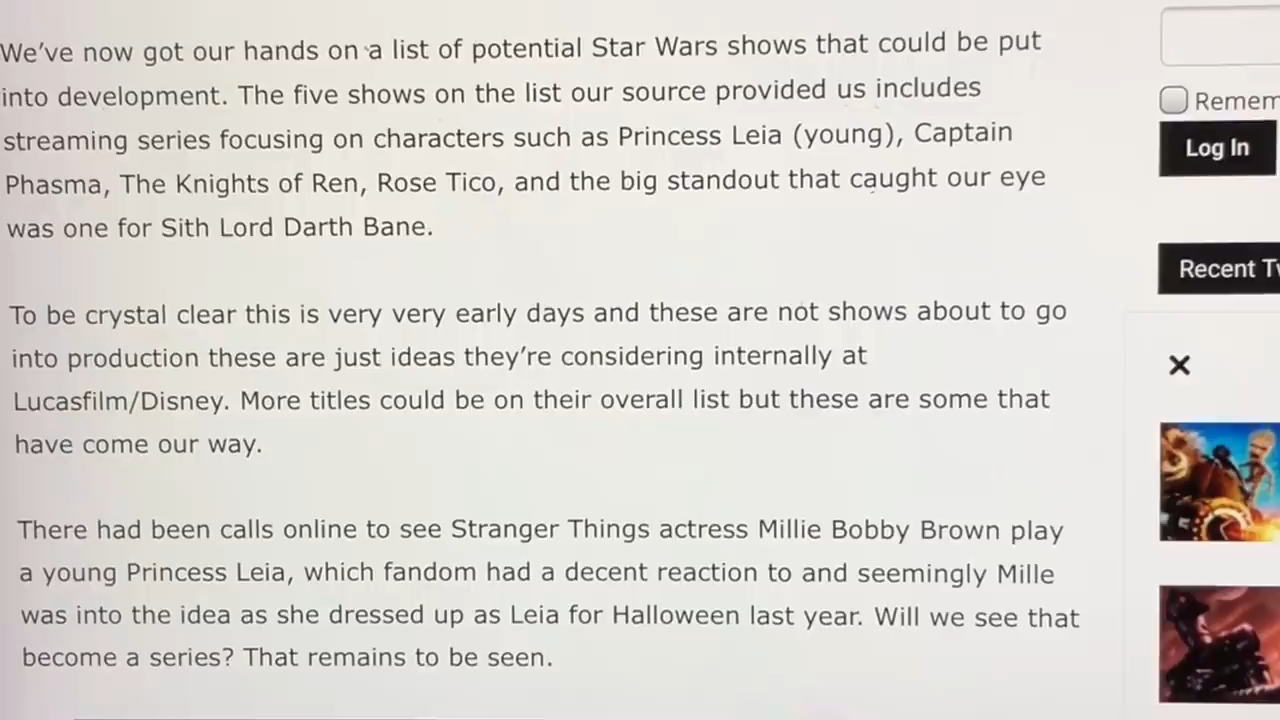 We've now got our hands on a list of potential Star Wars shows that could be put
into development. The five shows on the list our source provided us includes
streaming series focusing on characters such as Princess Leia (young), Captain
Phasma, The Knights of Ren, Rose Tico, and the big standout that caught our eye
was one for Sith Lord Darth Bane.
To be crystal clear this is very very early days and these are not shows about to go
into production these are just ideas they're considering internally at
Lucasfilm/Disney. More titles could be on their overall list but these are some that
have come our way.
There had been calls online to see Stranger Things actress Millie Bobby Brown play
a young Princess Leia, which fandom had a decent reaction to and seemingly Mille
was into the idea as she dressed up as Leia for Halloween last year. Will we see that
become a series? That remains to be seen.
Remem
Log In
Recent